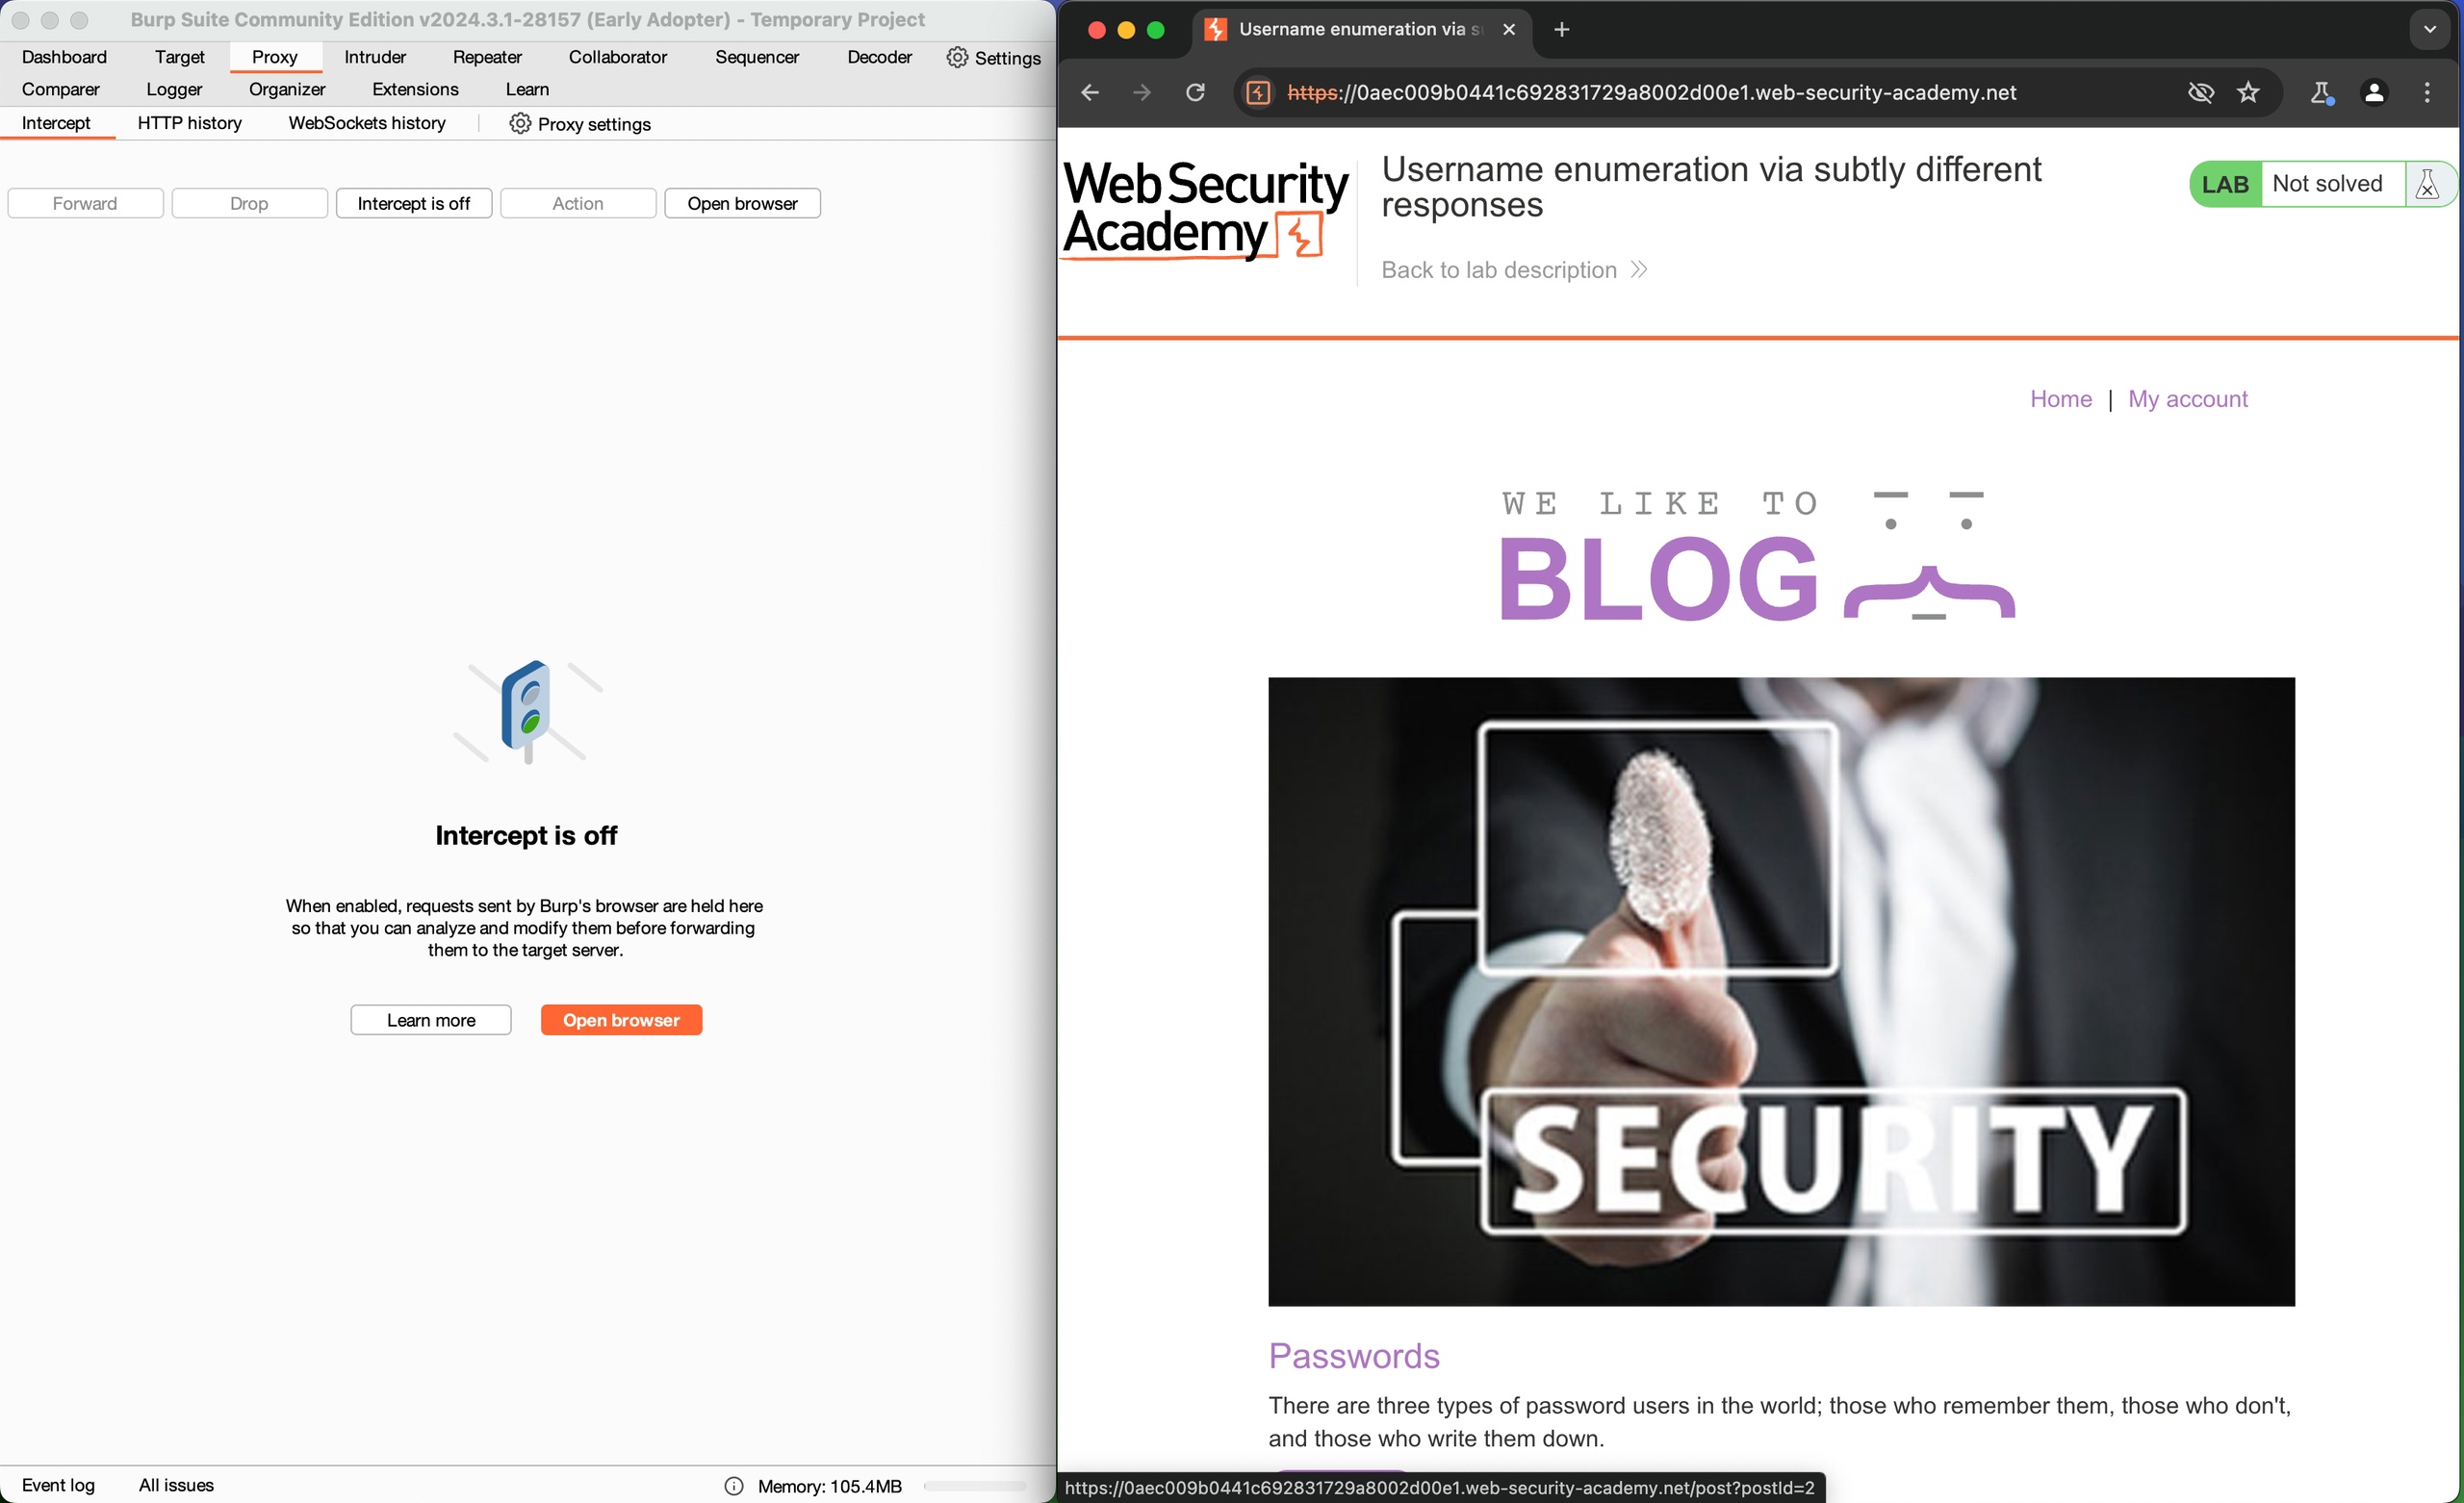 Burp Suite Community Edition v2024.3.1-28157 (Early Adopter) - Temporary Project
Dashboard Target Proxy Intruder Repeater Collaborator Sequencer Decoder Settings
Comparer Logger Organizer Extensions Learn
Intercept HTTP history WebSockets history Proxy settings
Forward Drop Intercept is off Action Open browser
Intercept is off
When enabled, requests sent by Burp's browser are held here
so that you can analyze and modify them before forwarding
them to the target server.
Learn more Open browser
Event log All issues Memory: 105.4MB
Username enumeration via s
https://0aec009b0441c692831729a8002d00e1.web-security-academy.net
Web Security
Academy
Username enumeration via subtly different
responses
Back to lab description
LAB Not solved
Home | My account
WE LIKE TO
BLOG
SECURITY
Passwords
There are three types of password users in the world; those who remember them, those who don't,
and those who write them down.
https://0aec009b0441c692831729a8002d00e1.web-security-academy.net/post?postId=2